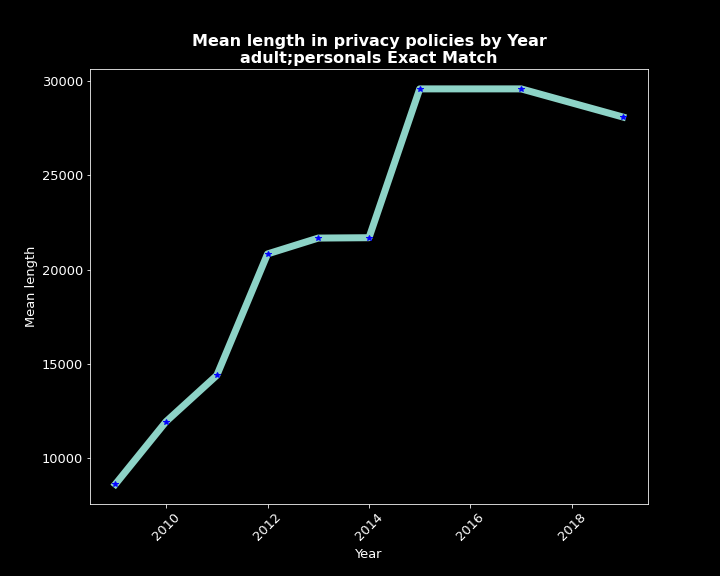 Mean length in privacy policies by Year
adult;personals Exact Match
30000
25000
20000
15000
10000
Mean length
2010
2012
2014
2016
2018
Year